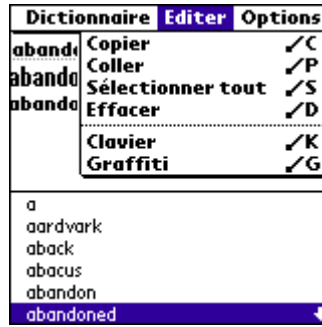 Dictionnaire Editer Options
Copier ✓C
Coller ✓P
Sélectionner tout ✓S
Effacer ✓D
Clavier ✓K
Graffiti ✓G
a
aardvark
aback
abacus
abandon
abandoned